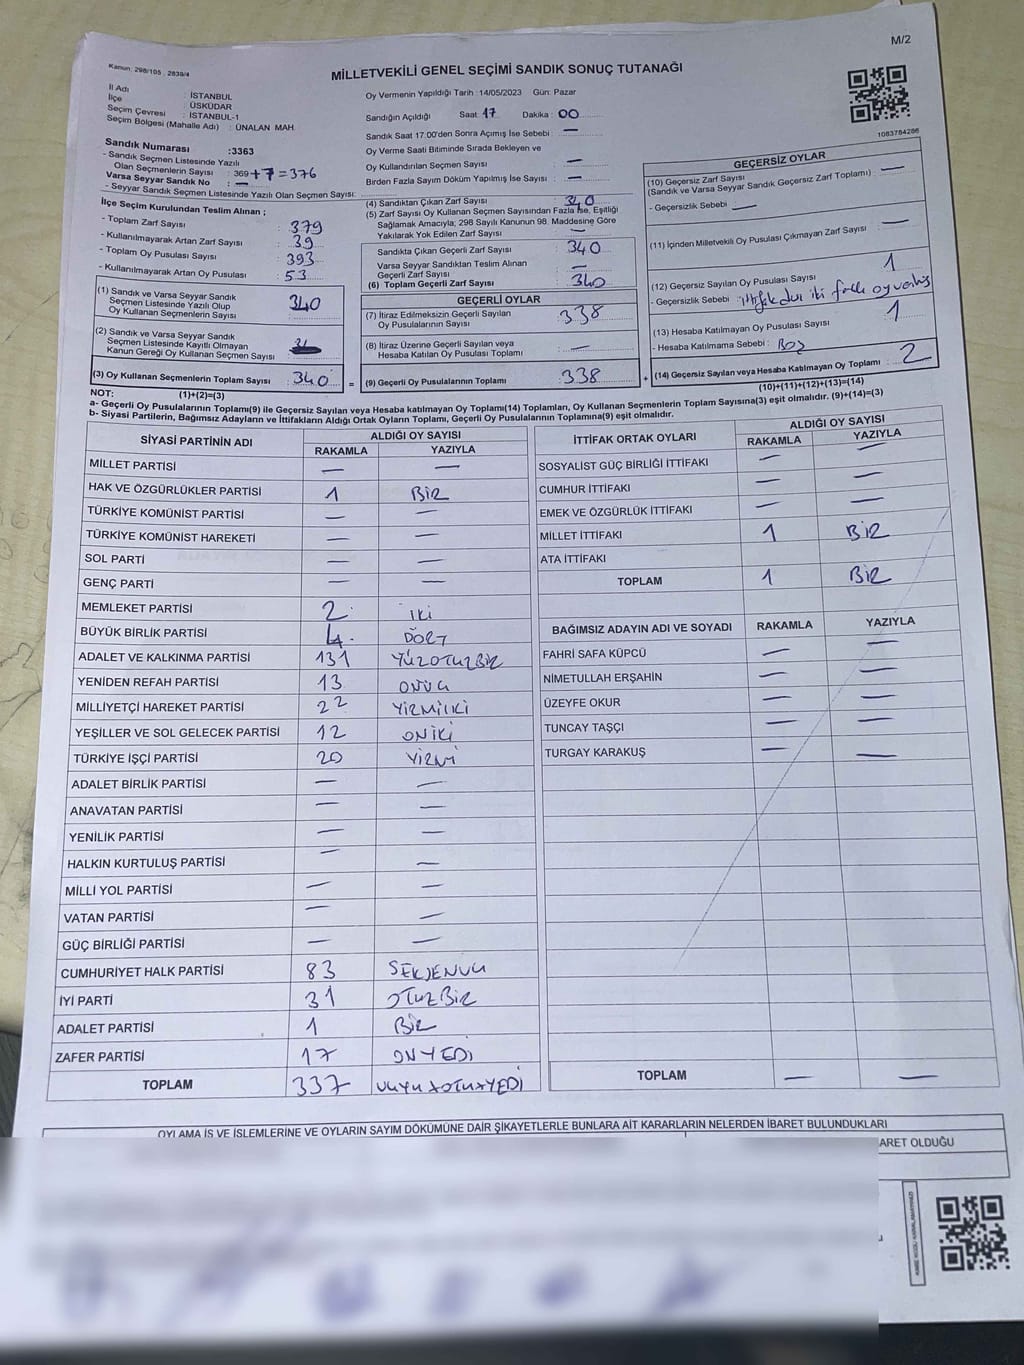 M/2
Kanun: 298/105 , 2839/4
MİLLETVEKİLİ GENEL SEÇİMİ SANDIK SONUÇ TUTANAĞI
İl Adı : İSTANBUL
İlçe : ÜSKÜDAR
Seçim Çevresi : İSTANBUL-1
Seçim Bölgesi (Mahalle Adı) : ÜNALAN MAH.
Oy Vermenin Yapıldığı Tarih : 14/05/2023 Gün: Pazar
Sandığın Açıldığı Saat : 17 Dakika : 00
Sandık Saat 17.00'den Sonra Açılmış İse Sebebi : —
Oy Verme Saati Bitiminde Sırada Bekleyen ve
Oy Kullandırılan Seçmen Sayısı : —
Birden Fazla Sayım Döküm Yapılmış İse Sayısı : —
1083784286
Sandık Numarası :3363
- Sandık Seçmen Listesinde Yazılı
Olan Seçmenlerin Sayısı : 369 +7=376
Varsa Seyyar Sandık No : —
- Seyyar Sandık Seçmen Listesinde Yazılı Olan Seçmen Sayısı:
İlçe Seçim Kurulundan Teslim Alınan ;
- Toplam Zarf Sayısı : 379
- Kullanılmayarak Artan Zarf Sayısı : 39
- Toplam Oy Pusulası Sayısı : 393
- Kullanılmayarak Artan Oy Pusulası : 53
(1) Sandık ve Varsa Seyyar Sandık
Seçmen Listesinde Yazılı Olup
Oy Kullanan Seçmenlerin Sayısı : 340
(2) Sandık ve Varsa Seyyar Sandık
Seçmen Listesinde Kayıtlı Olmayan
Kanun Gereği Oy Kullanan Seçmen Sayısı :
(3) Oy Kullanan Seçmenlerin Toplam Sayısı : 340 =
(4) Sandıktan Çıkan Zarf Sayısı : 340
(5) Zarf Sayısı Oy Kullanan Seçmen Sayısından Fazla İse, Eşitliği
Sağlamak Amacıyla; 298 Sayılı Kanunun 98. Maddesine Göre
Yakılarak Yok Edilen Zarf Sayısı : —
Sandıkta Çıkan Geçerli Zarf Sayısı : 340
Varsa Seyyar Sandıktan Teslim Alınan
Geçerli Zarf Sayısı : —
(6) Toplam Geçerli Zarf Sayısı : 340
GEÇERLİ OYLAR
(7) İtiraz Edilmeksizin Geçerli Sayılan
Oy Pusulalarının Sayısı : 338
(8) İtiraz Üzerine Geçerli Sayılan veya
Hesaba Katılan Oy Pusulası Toplamı : —
(9) Geçerli Oy Pusulalarının Toplamı : 338 +
GEÇERSİZ OYLAR
(10) Geçersiz Zarf Sayısı : —
(Sandık ve Varsa Seyyar Sandık Geçersiz Zarf Toplamı)
- Geçersizlik Sebebi : —
(11) İçinden Milletvekili Oy Pusulası Çıkmayan Zarf Sayısı : —
(12) Geçersiz Sayılan Oy Pusulası Sayısı : 1
- Geçersizlik Sebebi : iki oy
(13) Hesaba Katılmayan Oy Pusulası Sayısı : 1
- Hesaba Katılmama Sebebi : Boş
(14) Geçersiz Sayılan veya Hesaba Katılmayan Oy Toplamı : 2
NOT: (1)+(2)=(3)
(10)+(11)+(12)+(13)=(14)
a- Geçerli Oy Pusulalarının Toplamı(9) ile Geçersiz Sayılan veya Hesaba Katılmayan Oy Toplamı(14) Toplamları, Oy Kullanan Seçmenlerin Toplam Sayısına(3) eşit olmalıdır. (9)+(14)=(3)
b- Siyasi Partilerin, Bağımsız Adayların ve İttifakların Aldığı Ortak Oyların Toplamı, Geçerli Oy Pusulalarının Toplamına(9) eşit olmalıdır.
SİYASİ PARTİNİN ADI ALDIĞI OY SAYISI
RAKAMLA YAZIYLA
MİLLET PARTİSİ — —
HAK VE ÖZGÜRLÜKLER PARTİSİ 1 BİR
TÜRKİYE KOMÜNİST PARTİSİ — —
TÜRKİYE KOMÜNİST HAREKETİ — —
SOL PARTİ — —
GENÇ PARTİ — —
MEMLEKET PARTİSİ 2 İKİ
BÜYÜK BİRLİK PARTİSİ 4 DÖRT
ADALET VE KALKINMA PARTİSİ 131 YÜZOTUZBİR
YENİDEN REFAH PARTİSİ 13 ONÜÇ
MİLLİYETÇİ HAREKET PARTİSİ 22 YİRMİİKİ
YEŞİLLER VE SOL GELECEK PARTİSİ 12 ONİKİ
TÜRKİYE İŞÇİ PARTİSİ 20 YİRMİ
ADALET BİRLİK PARTİSİ — —
ANAVATAN PARTİSİ — —
YENİLİK PARTİSİ — —
HALKIN KURTULUŞ PARTİSİ — —
MİLLİ YOL PARTİSİ — —
VATAN PARTİSİ — —
GÜÇ BİRLİĞİ PARTİSİ — —
CUMHURİYET HALK PARTİSİ 83 SEKSENÜÇ
İYİ PARTİ 31 OTUZBİR
ADALET PARTİSİ 1 BİR
ZAFER PARTİSİ 17 ONYEDİ
TOPLAM 337 ÜÇYÜZOTUZYEDİ
İTTİFAK ORTAK OYLARI ALDIĞI OY SAYISI
RAKAMLA YAZIYLA
SOSYALİST GÜÇ BİRLİĞİ İTTİFAKI — —
CUMHUR İTTİFAKI — —
EMEK VE ÖZGÜRLÜK İTTİFAKI — —
MİLLET İTTİFAKI 1 BİR
ATA İTTİFAKI
TOPLAM 1 BİR
BAĞIMSIZ ADAYIN ADI VE SOYADI RAKAMLA YAZIYLA
FAHRİ SAFA KÜPCÜ — —
NİMETULLAH ERŞAHİN — —
ÜZEYFE OKUR — —
TUNCAY TAŞÇI — —
TURGAY KARAKUŞ — —
TOPLAM — —
OYLAMA İŞ VE İŞLEMLERİNE VE OYLARIN SAYIM DÖKÜMÜNE DAİR ŞİKAYETLERLE BUNLARA AİT KARARLARIN NELERDEN İBARET BULUNDUKLARI
ARET OLDUĞU